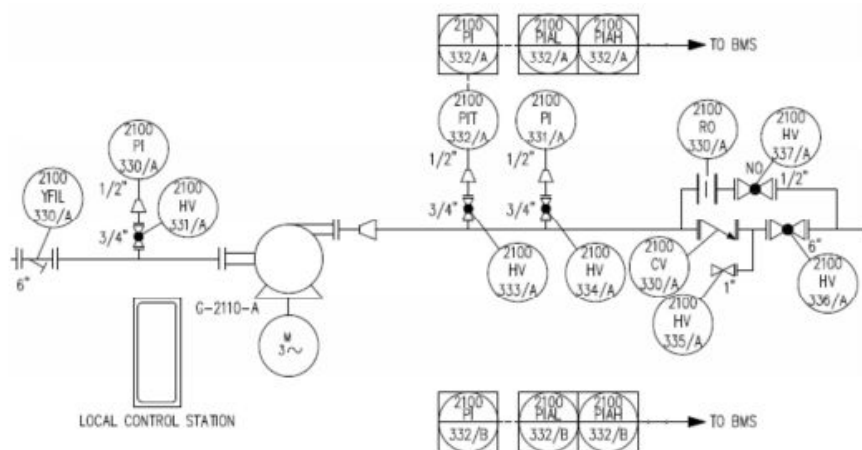 2100
PI
332/A
2100
PIAL
332/A
2100
PIAH
332/A
TO BMS
2100
PIT
332/A
2100
PI
331/A
2100
RO
330/A
2100
HV
337/A
2100
PI
330/A
2100
YFIL
330/A
2100
HV
331/A
1/2"
1/2"
1/2"
NO
1/2"
3/4"
3/4"
3/4"
6"
6"
2100
HV
333/A
2100
HV
334/A
2100
CV
330/A
1"
2100
HV
335/A
2100
HV
336/A
G-2110-A
M
3~
LOCAL CONTROL STATION
2100
PI
332/B
2100
PIAL
332/B
2100
PIAH
332/B
TO BMS